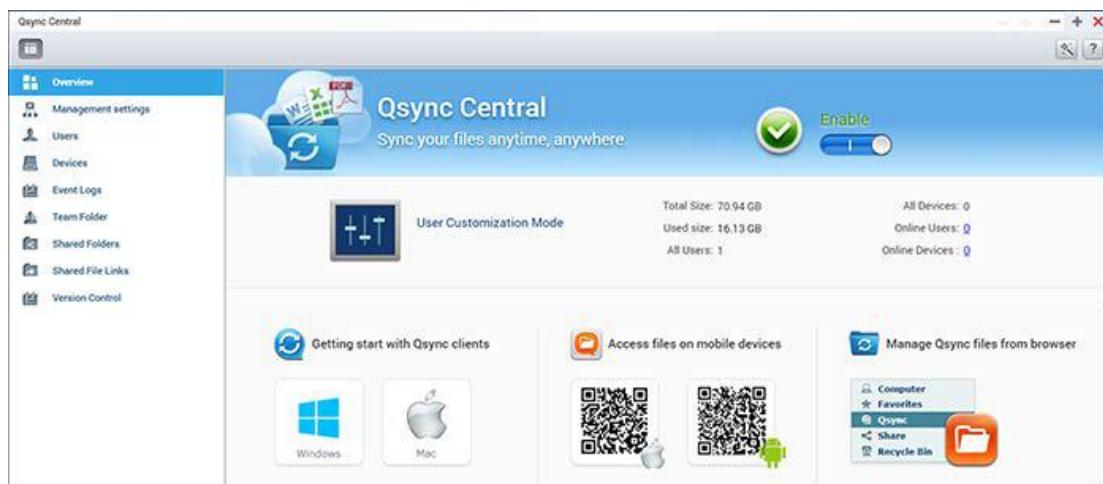 Qsync Central
Overview
Management settings
Users
Devices
Event Logs
Team Folder
Shared Folders
Shared File Links
Version Control
W X PDF
Qsync Central
Sync your files anytime, anywhere.
Enable
User Customization Mode
Total Size: 70.94 GB
Used size: 16.13 GB
All Users: 1
All Devices: 0
Online Users: 0
Online Devices : 0
Getting start with Qsync clients
Windows
Mac
Access files on mobile devices
Manage Qsync files from browser
Computer
Favorites
Qsync
Share
Recycle Bin